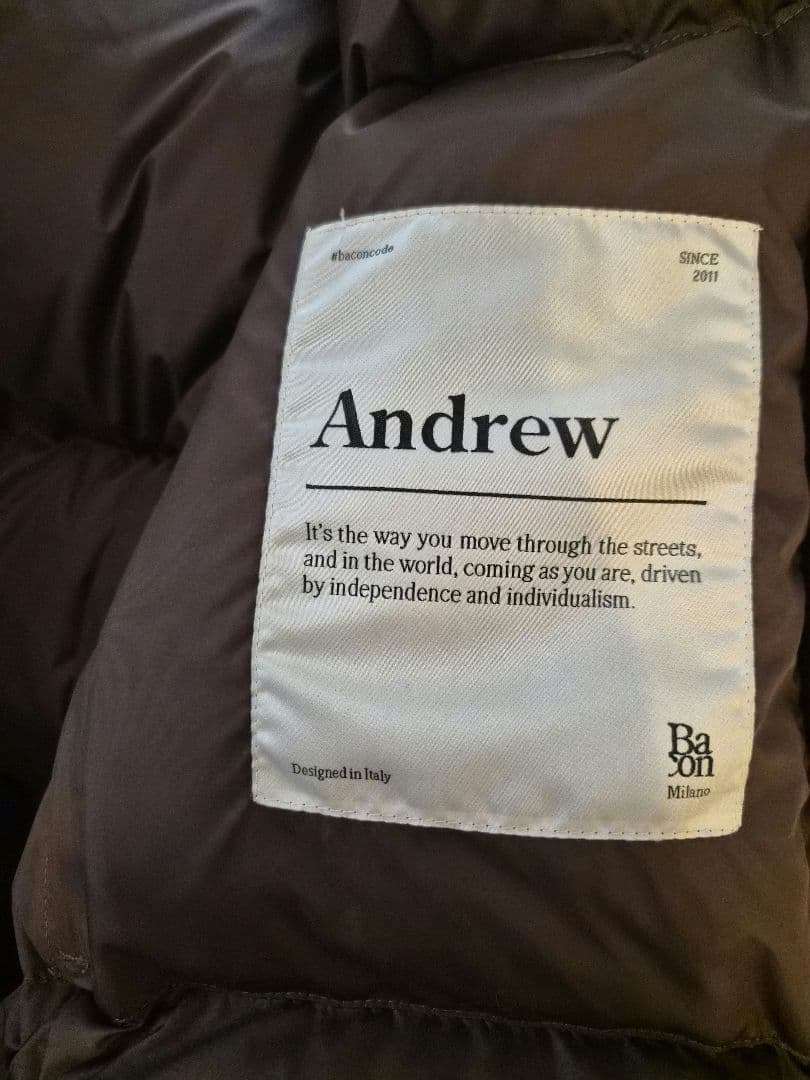 #baconcode
SINCE
2011
Andrew
It's the way you move through the streets,
and in the world, coming as you are, driven
by independence and individualism.
Designed in Italy
Ba
con
Milano